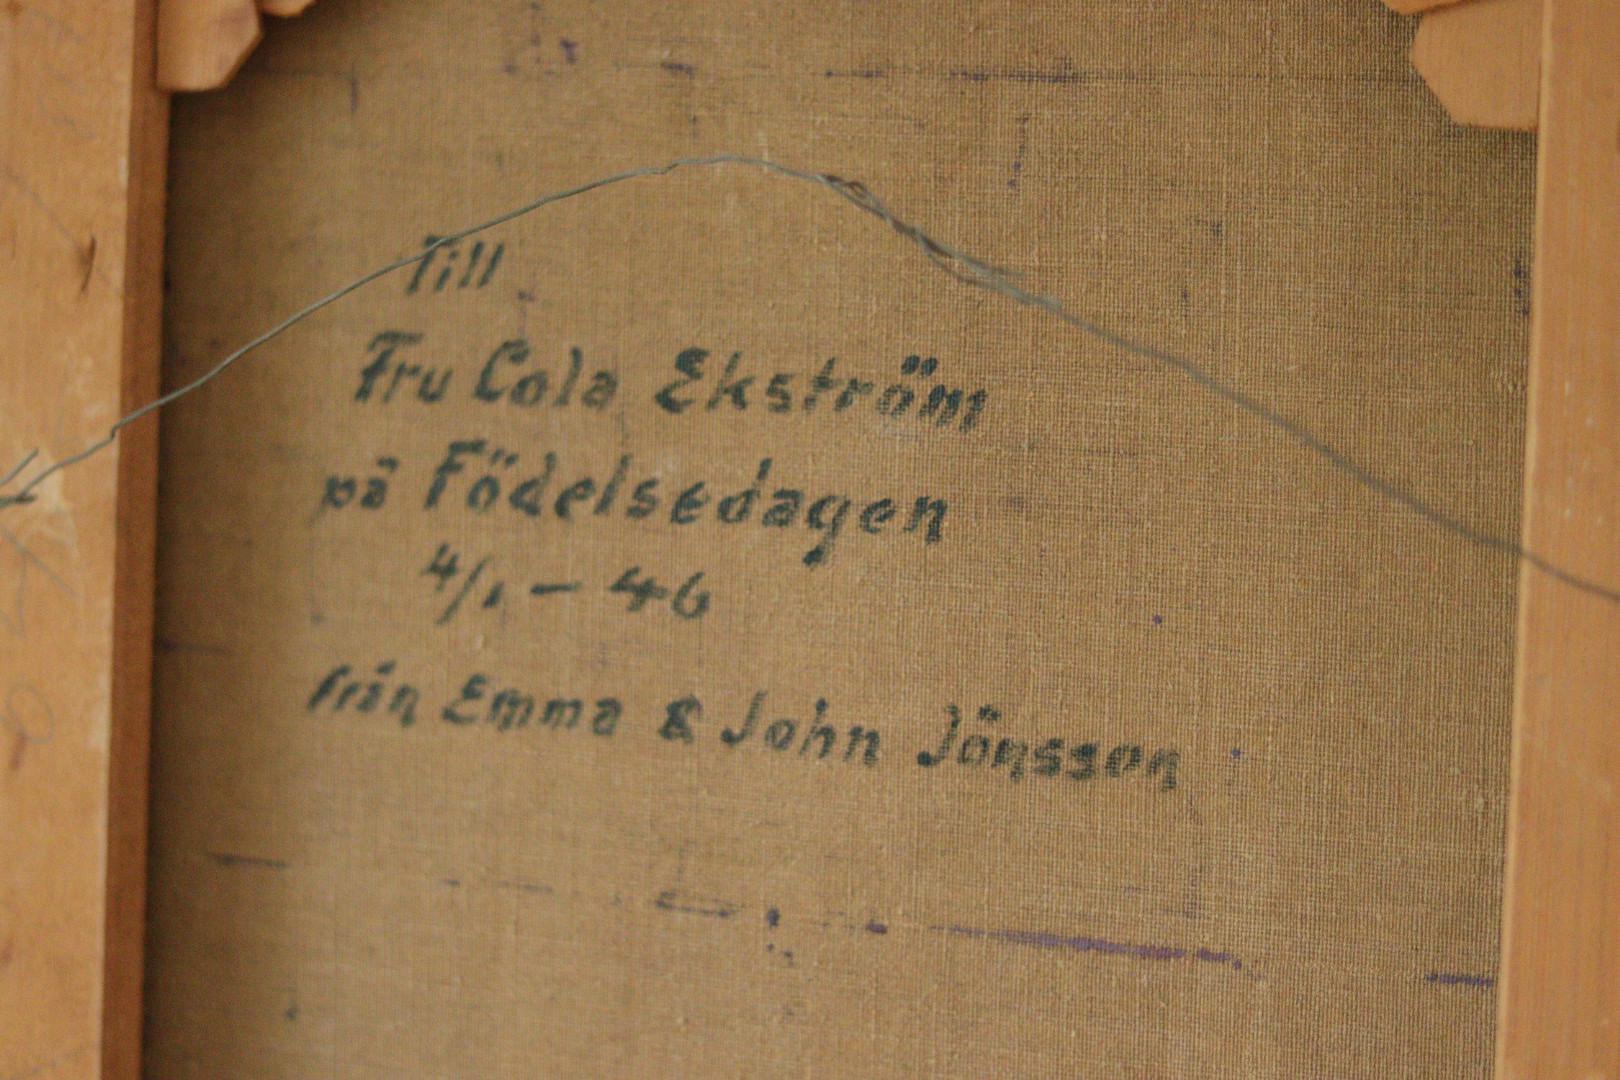 Till
Fru Cola Ekström
på Födelsedagen
4/1 - 46
från Emma & John Jönsson